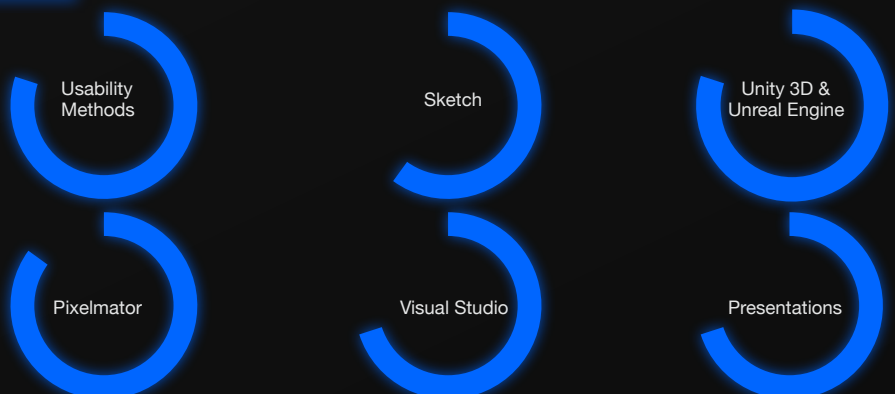 Usability
Methods
Sketch
Unity 3D &
Unreal Engine
Pixelmator
Visual Studio
Presentations